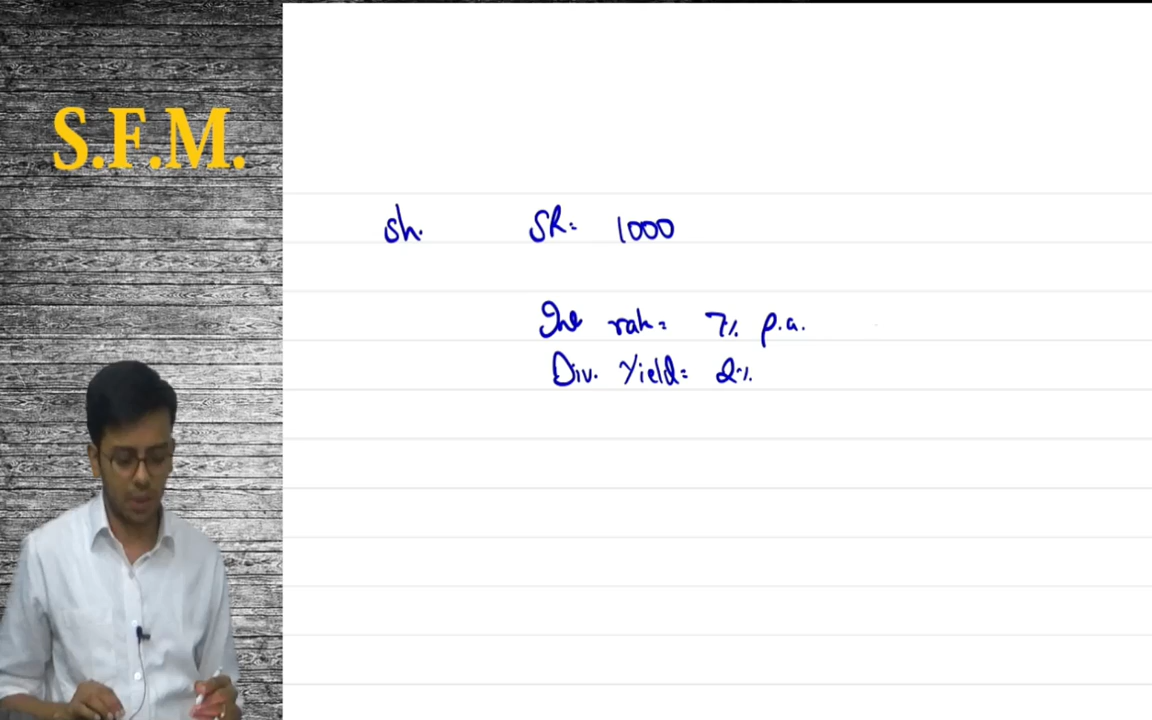 S.F.M.
Sh. SR= 1000
Int rate= 7% p.a.
Div. Yield= 2%